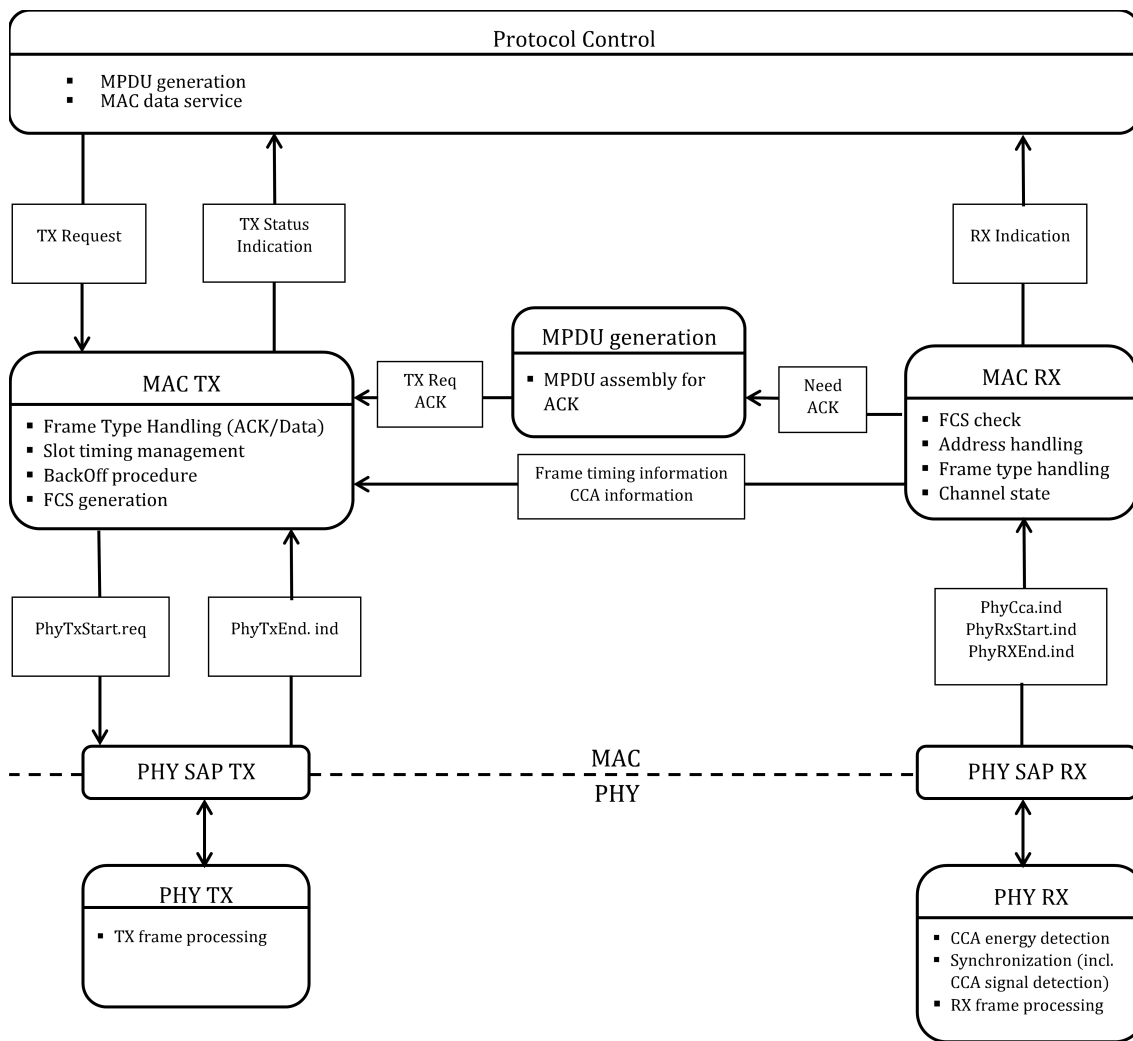 Protocol Control
▪ MPDU generation
▪ MAC data service
TX Request
TX Status
Indication
RX Indication
MPDU generation
▪ MPDU assembly for
ACK
TX Req
ACK
Need
ACK
MAC TX
▪ Frame Type Handling (ACK/Data)
▪ Slot timing management
▪ BackOff procedure
▪ FCS generation
MAC RX
▪ FCS check
▪ Address handling
▪ Frame type handling
▪ Channel state
Frame timing information
CCA information
PhyTxStart.req
PhyTxEnd. ind
PhyCca.ind
PhyRxStart.ind
PhyRXEnd.ind
PHY SAP TX
MAC
PHY
PHY SAP RX
PHY TX
▪ TX frame processing
PHY RX
▪ CCA energy detection
▪ Synchronization (incl.
CCA signal detection)
▪ RX frame processing